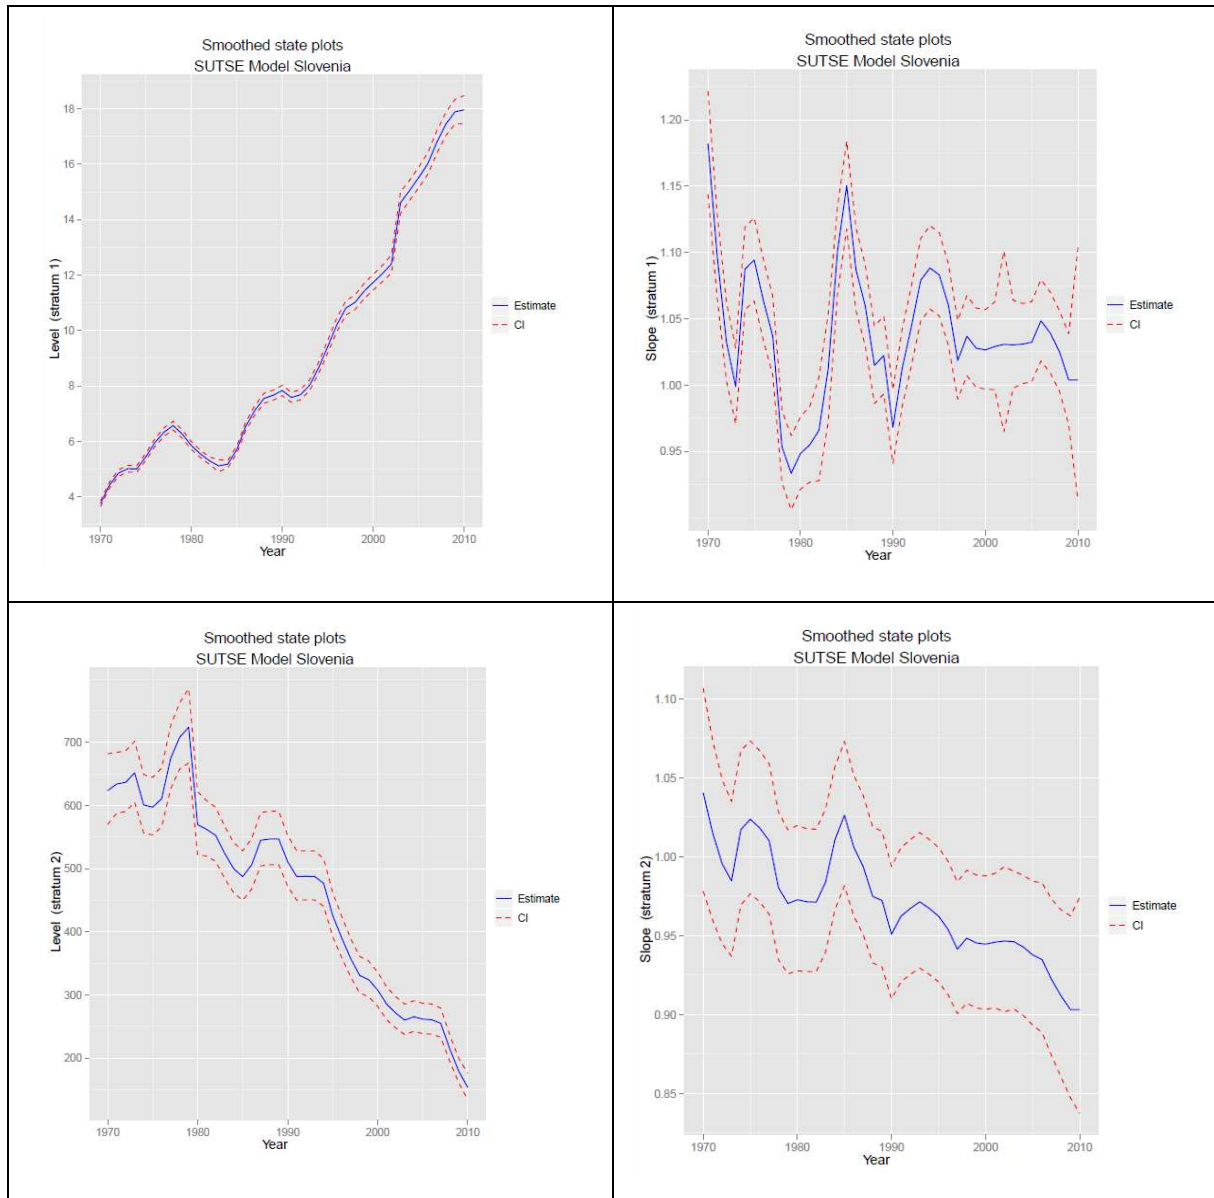 Smoothed state plots
SUTSE Model Slovenia
Level (stratum 1)
18
16
14
12
10
8
6
4
1970
1980
1990
2000
2010
Year
Estimate
CI
Smoothed state plots
SUTSE Model Slovenia
Slope (stratum 1)
1.20
1.15
1.10
1.05
1.00
0.95
1970
1980
1990
2000
2010
Year
Estimate
CI
Smoothed state plots
SUTSE Model Slovenia
Level (stratum 2)
700
600
500
400
300
200
1970
1980
1990
2000
2010
Year
Estimate
CI
Smoothed state plots
SUTSE Model Slovenia
Slope (stratum 2)
1.10
1.05
1.00
0.95
0.90
0.85
1970
1980
1990
2000
2010
Year
Estimate
CI